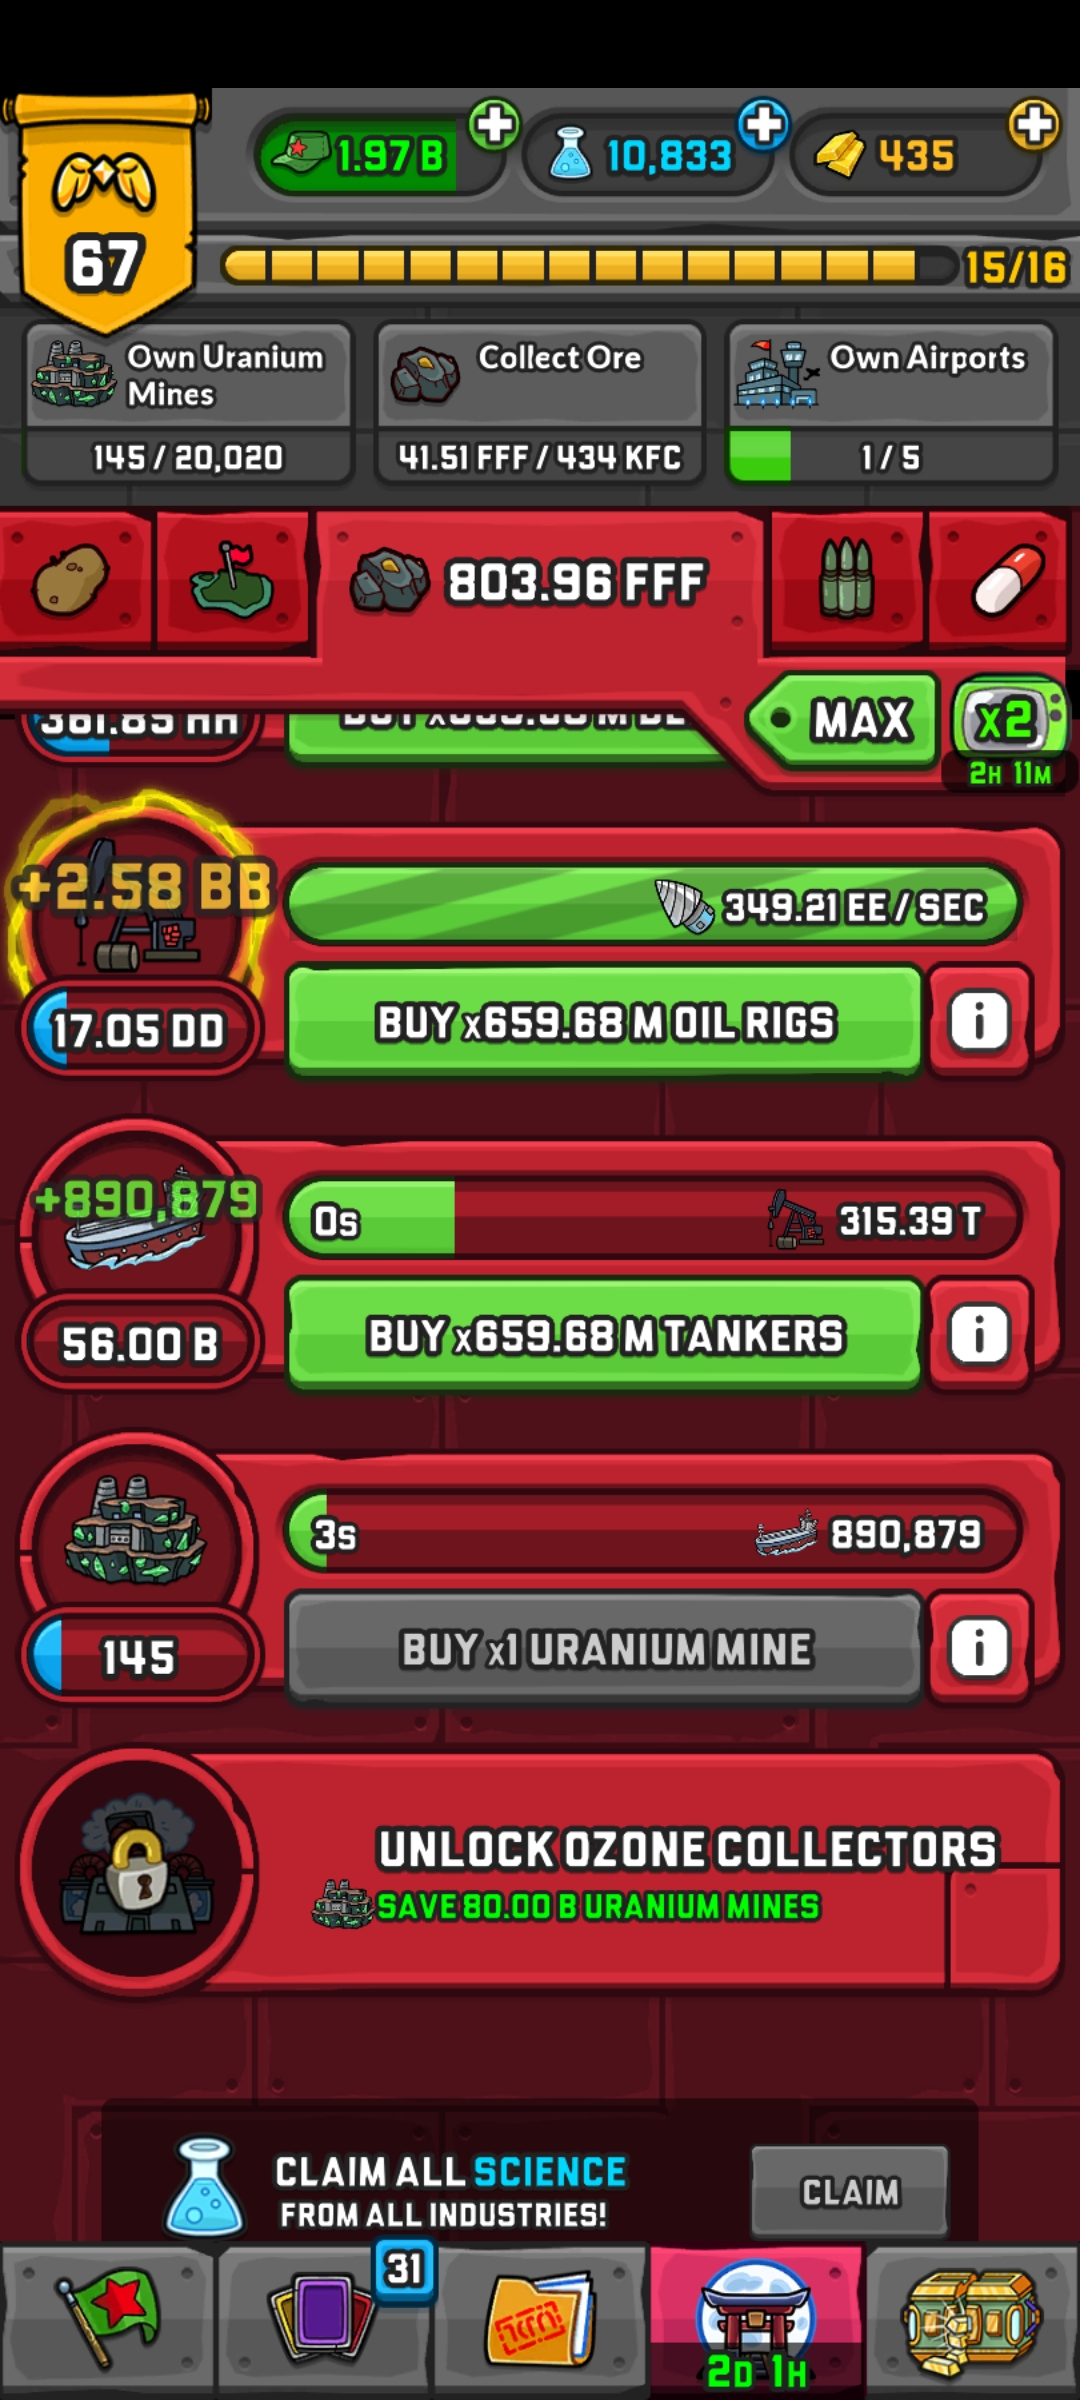 1.97 B
10,833
435
67
15/16
Own Uranium
Mines
145 / 20,020
Collect Ore
41.51 FFF / 434 KFC
Own Airports
1 / 5
803.96 FFF
MAX
x2
2H 11M
361.85 HH
+2.58 BB
349.21 EE / SEC
17.05 DD
BUY x659.68 M OIL RIGS
i
+890,879
0s
315.39 T
56.00 B
BUY x659.68 M TANKERS
i
3s
890,879
145
BUY x1 URANIUM MINE
i
UNLOCK OZONE COLLECTORS
SAVE 80.00 B URANIUM MINES
CLAIM ALL SCIENCE
FROM ALL INDUSTRIES!
CLAIM
31
2D 1H